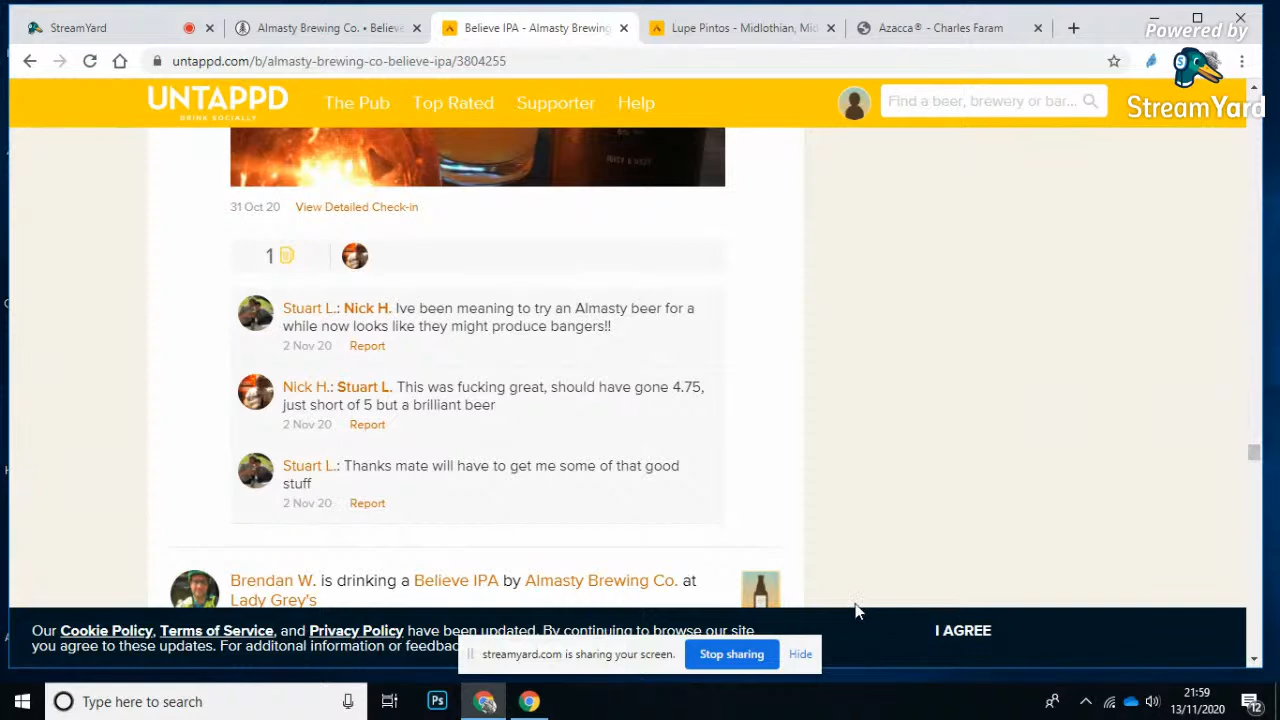 StreamYard
Almasty Brewing Co. • Believe
Believe IPA - Almasty Brewing
Lupe Pintos - Midlothian, Mid
Azacca® - Charles Faram
Powered by
StreamYard
untappd.com/b/almasty-brewing-co-believe-ipa/3804255
UNTAPPD
DRINK SOCIALLY
The Pub
Top Rated
Supporter
Help
Find a beer, brewery or bar...
31 Oct 20 View Detailed Check-in
1
Stuart L.: Nick H. Ive been meaning to try an Almasty beer for a
while now looks like they might produce bangers!!
2 Nov 20 Report
Nick H.: Stuart L. This was fucking great, should have gone 4.75,
just short of 5 but a brilliant beer
2 Nov 20 Report
Stuart L.: Thanks mate will have to get me some of that good
stuff
2 Nov 20 Report
Brendan W. is drinking a Believe IPA by Almasty Brewing Co. at
Lady Grey's
Our Cookie Policy, Terms of Service, and Privacy Policy have been updated. By continuing to browse our site
you agree to these updates. For additonal information or feedbac
I AGREE
streamyard.com is sharing your screen.
Stop sharing
Hide
Type here to search
Ps
21:59
13/11/2020
12